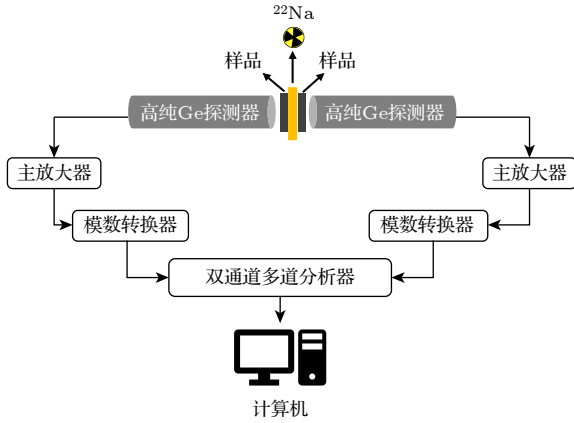 ²²Na
样品
样品
高纯Ge探测器
高纯Ge探测器
主放大器
主放大器
模数转换器
模数转换器
双通道多道分析器
计算机